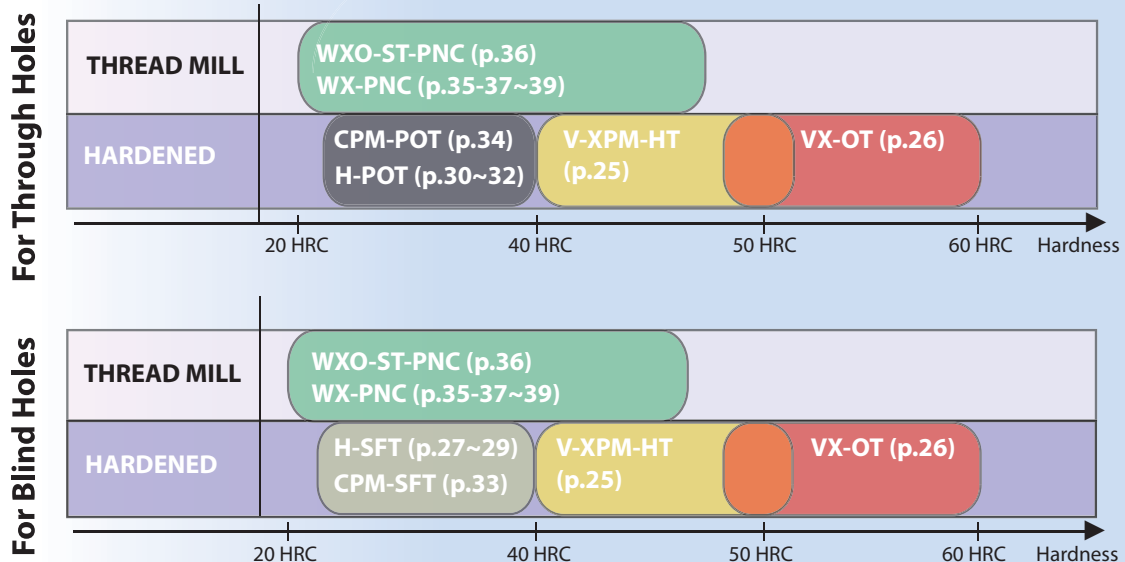 For Through Holes
THREAD MILL
WXO-ST-PNC (p.36)
WX-PNC (p.35-37~39)
HARDENED
CPM-POT (p.34)
H-POT (p.30~32)
V-XPM-HT
(p.25)
VX-OT (p.26)
20 HRC
40 HRC
50 HRC
60 HRC
Hardness
For Blind Holes
THREAD MILL
WXO-ST-PNC (p.36)
WX-PNC (p.35-37~39)
HARDENED
H-SFT (p.27~29)
CPM-SFT (p.33)
V-XPM-HT
(p.25)
VX-OT (p.26)
20 HRC
40 HRC
50 HRC
60 HRC
Hardness